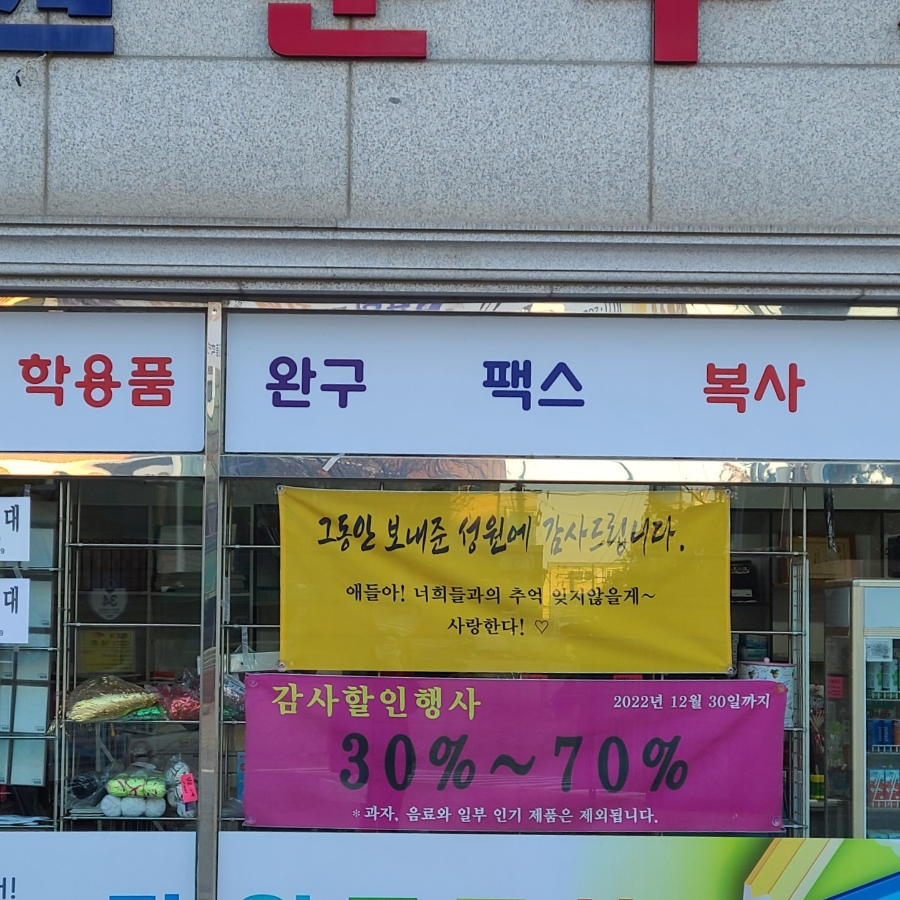 학용품 완구 팩스 복사
그동안 보내준 성원에 감사드립니다.
애들아! 너희들과의 추억 잊지않을게~
사랑한다! ♡
감사할인행사
2022년 12월 30일까지
30%~70%
*과자, 음료와 일부 인기 제품은 제외됩니다.
대
대